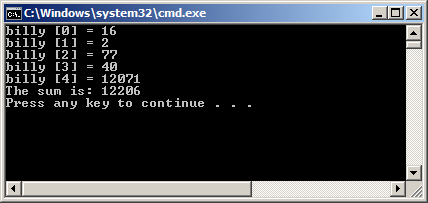 C:\Windows\system32\cmd.exe
billy [0] = 16
billy [1] = 2
billy [2] = 77
billy [3] = 40
billy [4] = 12071
The sum is: 12206
Press any key to continue . . .